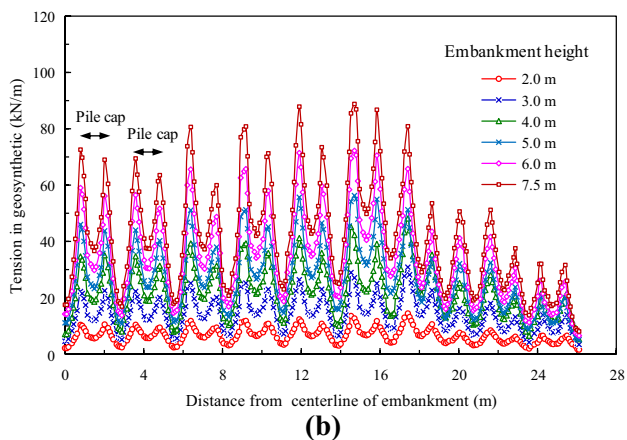 120
100
80
60
40
20
0
Tension in geosynthetic (kN/m)
Pile cap
Pile cap
Embankment height
2.0 m
3.0 m
4.0 m
5.0 m
6.0 m
7.5 m
0 4 8 12 16 20 24 28
Distance from centerline of embankment (m)
(b)